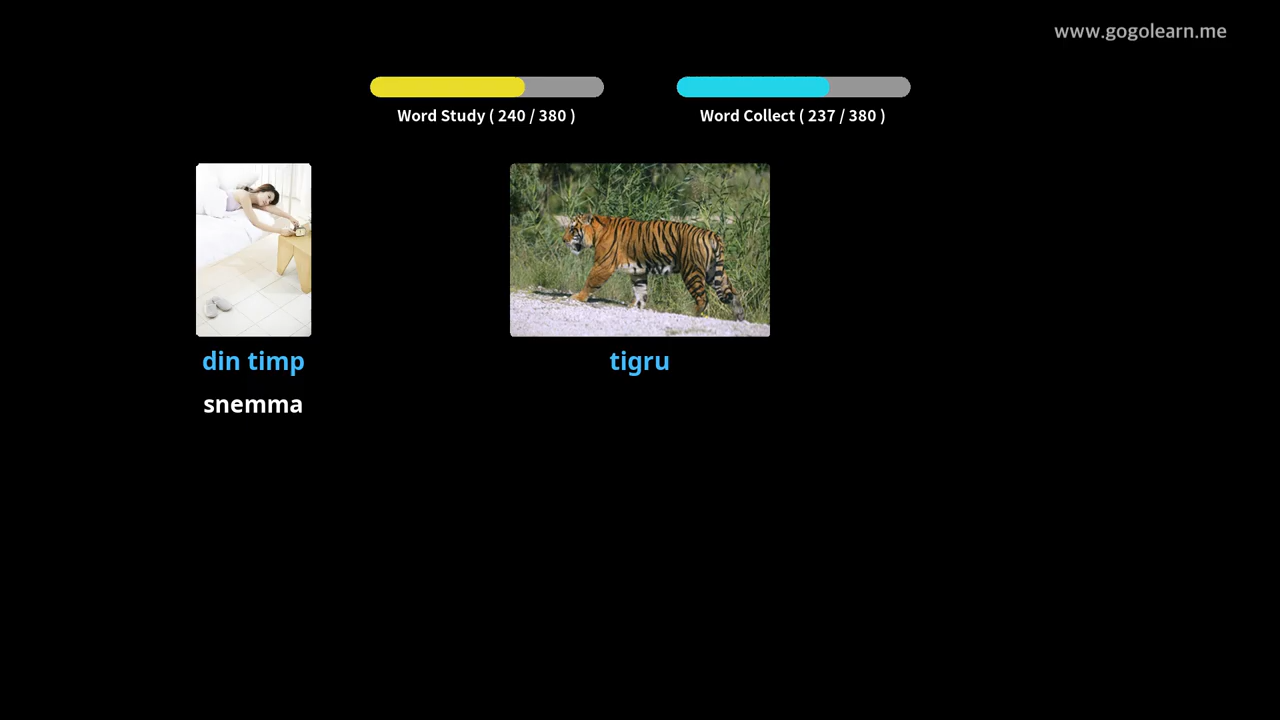 www.gogolearn.me
Word Study ( 240 / 380 )
Word Collect ( 237 / 380 )
din timp
tigru
snemma